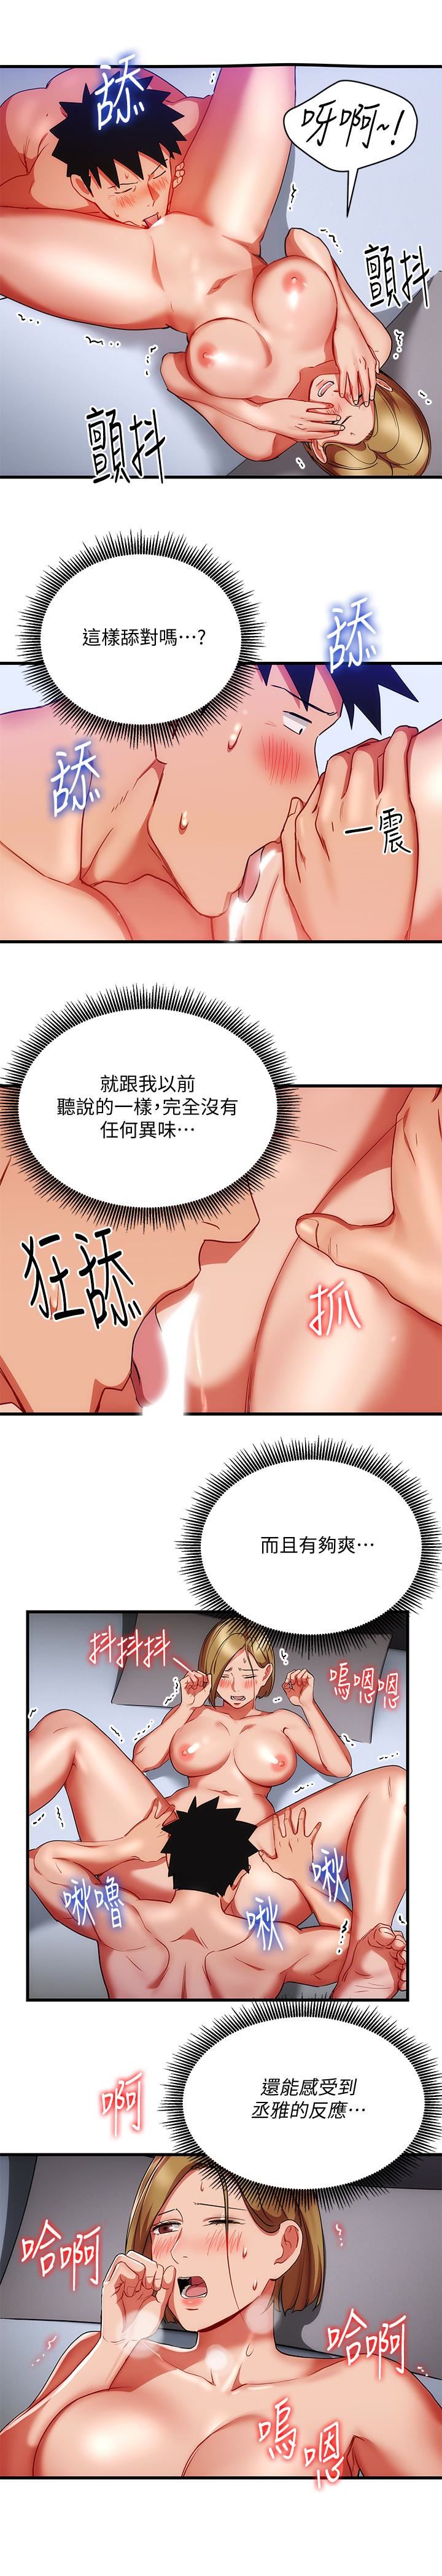 舔
呀啊~!
顫抖
顫抖
這樣舔對嗎…?
舔
舔
一震
就跟我以前
聽說的一樣，完全沒有
任何異味…
狂舔
抓
而且有夠爽…
抖抖抖
嗚嗯嗯
啾嚕
啾
啾
還能感受到
丞雅的反應…
啊
哈啊
哈啊
嗚嗯